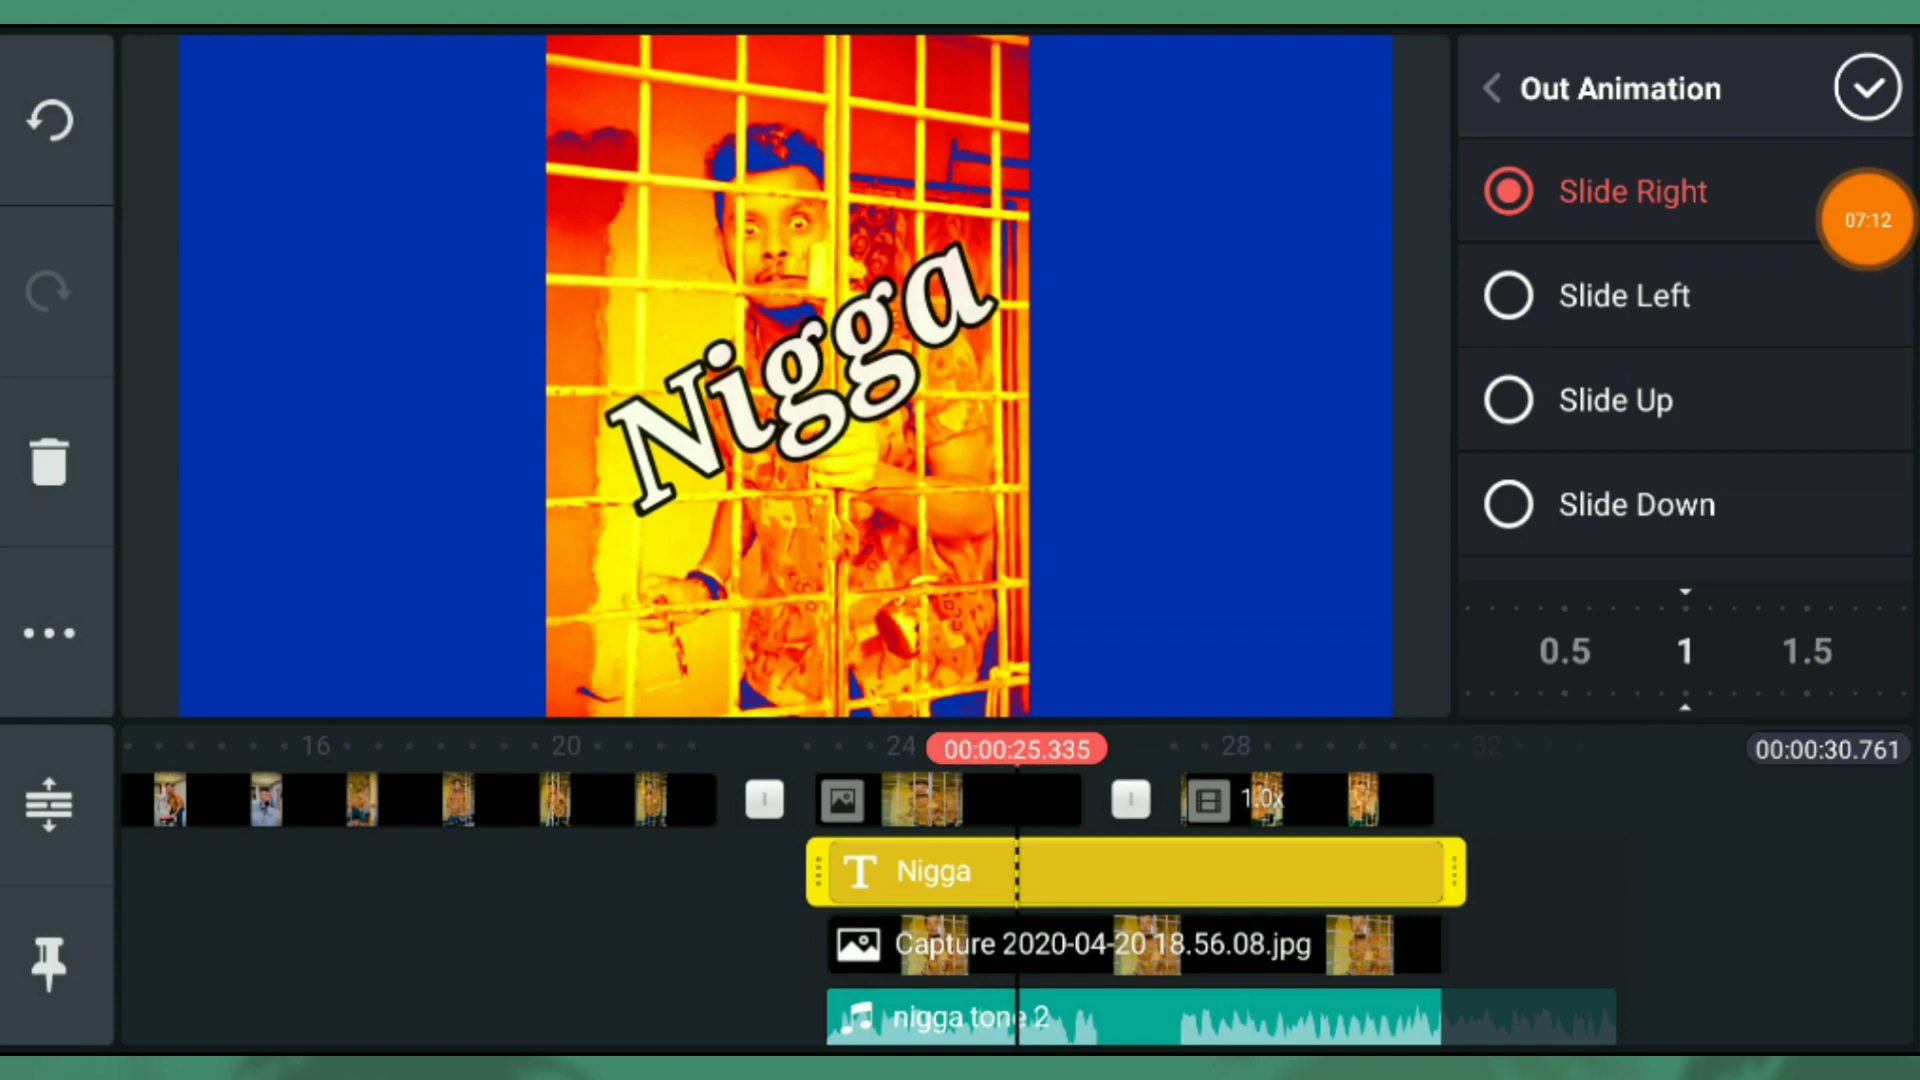 Out Animation
Slide Right
07:12
Slide Left
Nigga
Slide Up
Slide Down
0.5 1 1.5
16 20 24 00:00:25.335 28 32 00:00:30.761
1.0x
T Nigga
Capture 2020-04-20 18.56.08.jpg
nigga tone 2